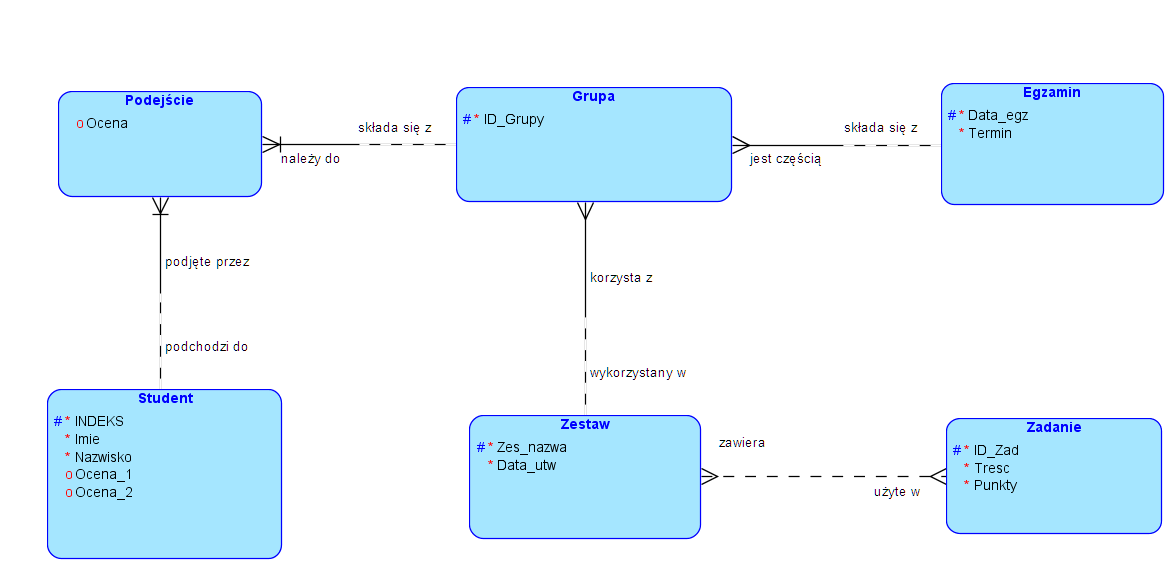 Podejście
o Ocena
składa się z
należy do
Grupa
# * ID_Grupy
składa się z
jest częścią
Egzamin
# * Data_egz
* Termin
podjęte przez
podchodzi do
korzysta z
wykorzystany w
Student
# * INDEKS
* Imie
* Nazwisko
o Ocena_1
o Ocena_2
Zestaw
# * Zes_nazwa
* Data_utw
zawiera
użyte w
Zadanie
# * ID_Zad
* Tresc
* Punkty